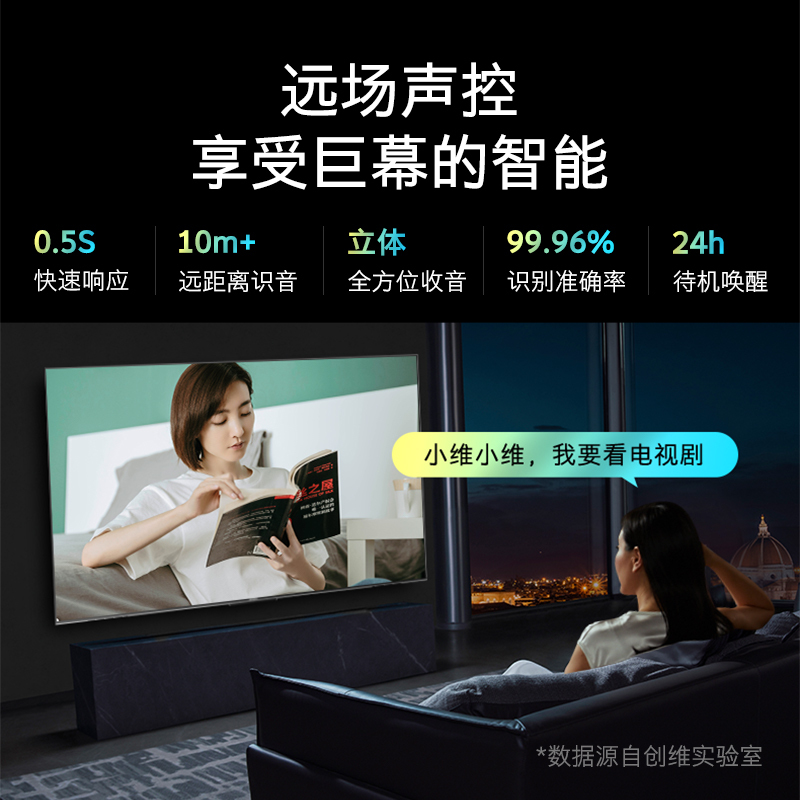 远场声控
享受巨幕的智能
0.5S
快速响应
10m+
远距离识音
立体
全方位收音
99.96%
识别准确率
24h
待机唤醒
小维小维，我要看电视剧
之屋
*数据源自创维实验室